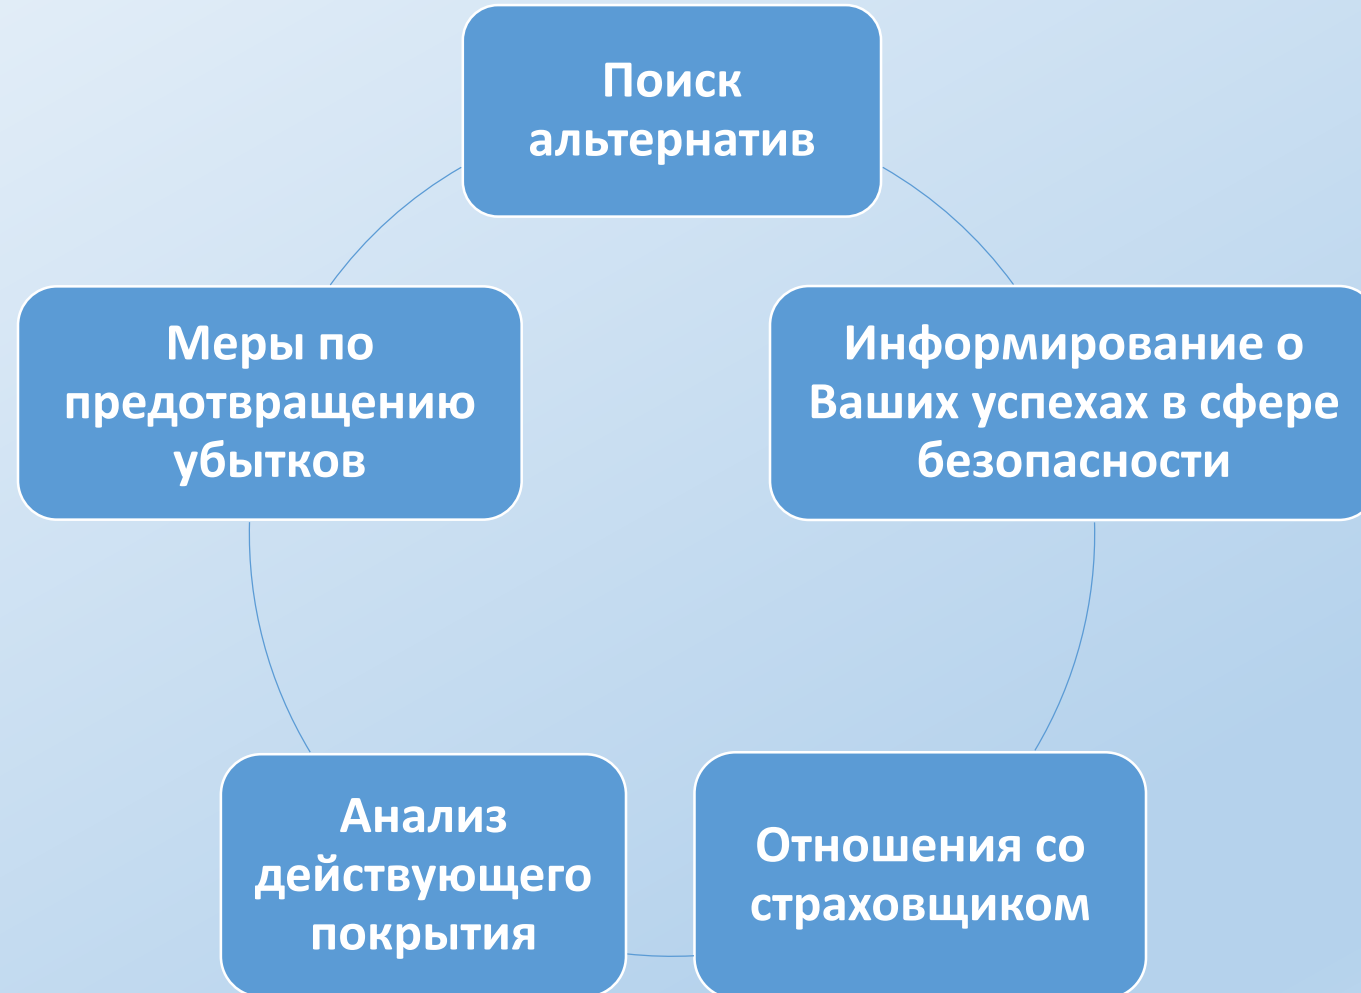 Поиск
альтернатив
Меры по
предотвращению
убытков
Информирование о
Ваших успехах в сфере
безопасности
Анализ
действующего
покрытия
Отношения со
страховщиком